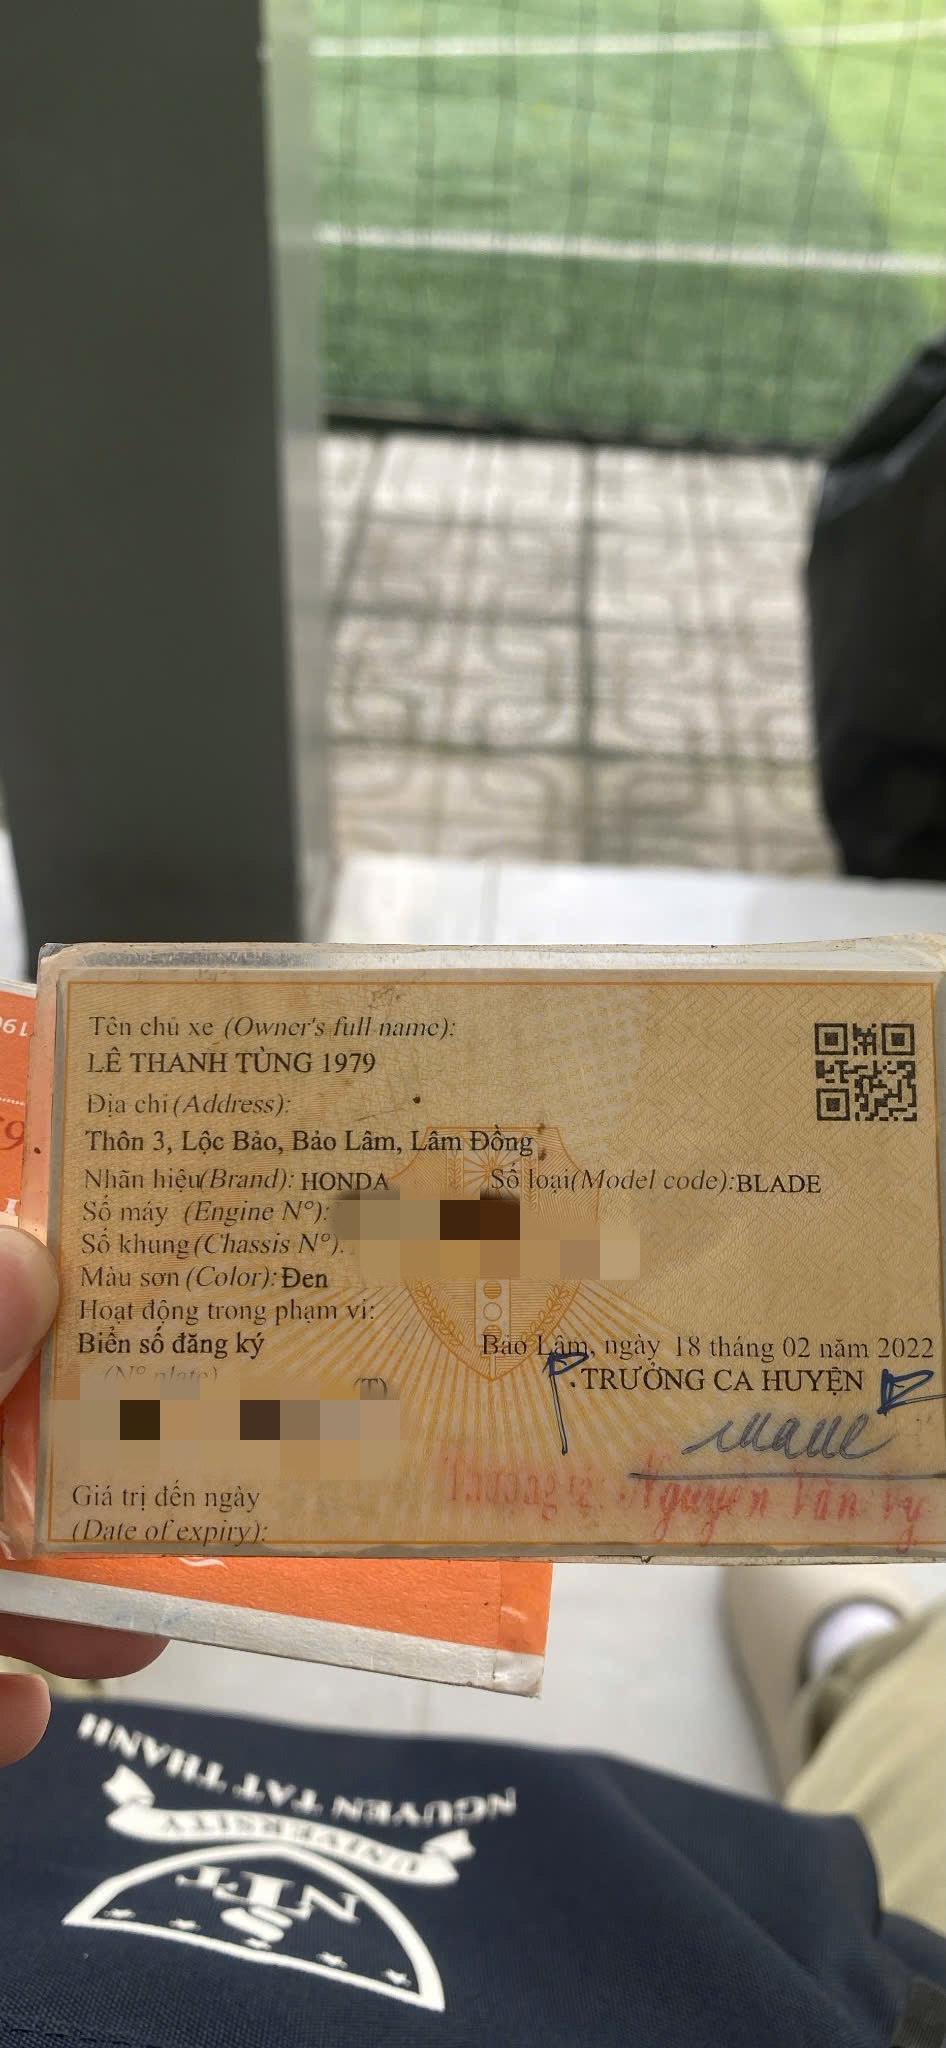 Tên chủ xe (Owner's full name):
LÊ THANH TÙNG 1979
Địa chỉ (Address):
Thôn 3, Lộc Bảo, Bảo Lâm, Lâm Đồng
Nhãn hiệu (Brand): HONDA Số loại (Model code): BLADE
Số máy (Engine N°):
Số khung (Chassis N°):
Màu sơn (Color): Đen
Hoạt động trong phạm vi:
Biển số đăng ký
(N° plate)
(T)
Bảo Lâm, ngày 18 tháng 02 năm 2022
TRƯỞNG CA HUYỆN
Nguyễn Văn Vy
Giá trị đến ngày
(Date of expiry):
NGUYEN TAT THANH
UNIVERSITY
NTT